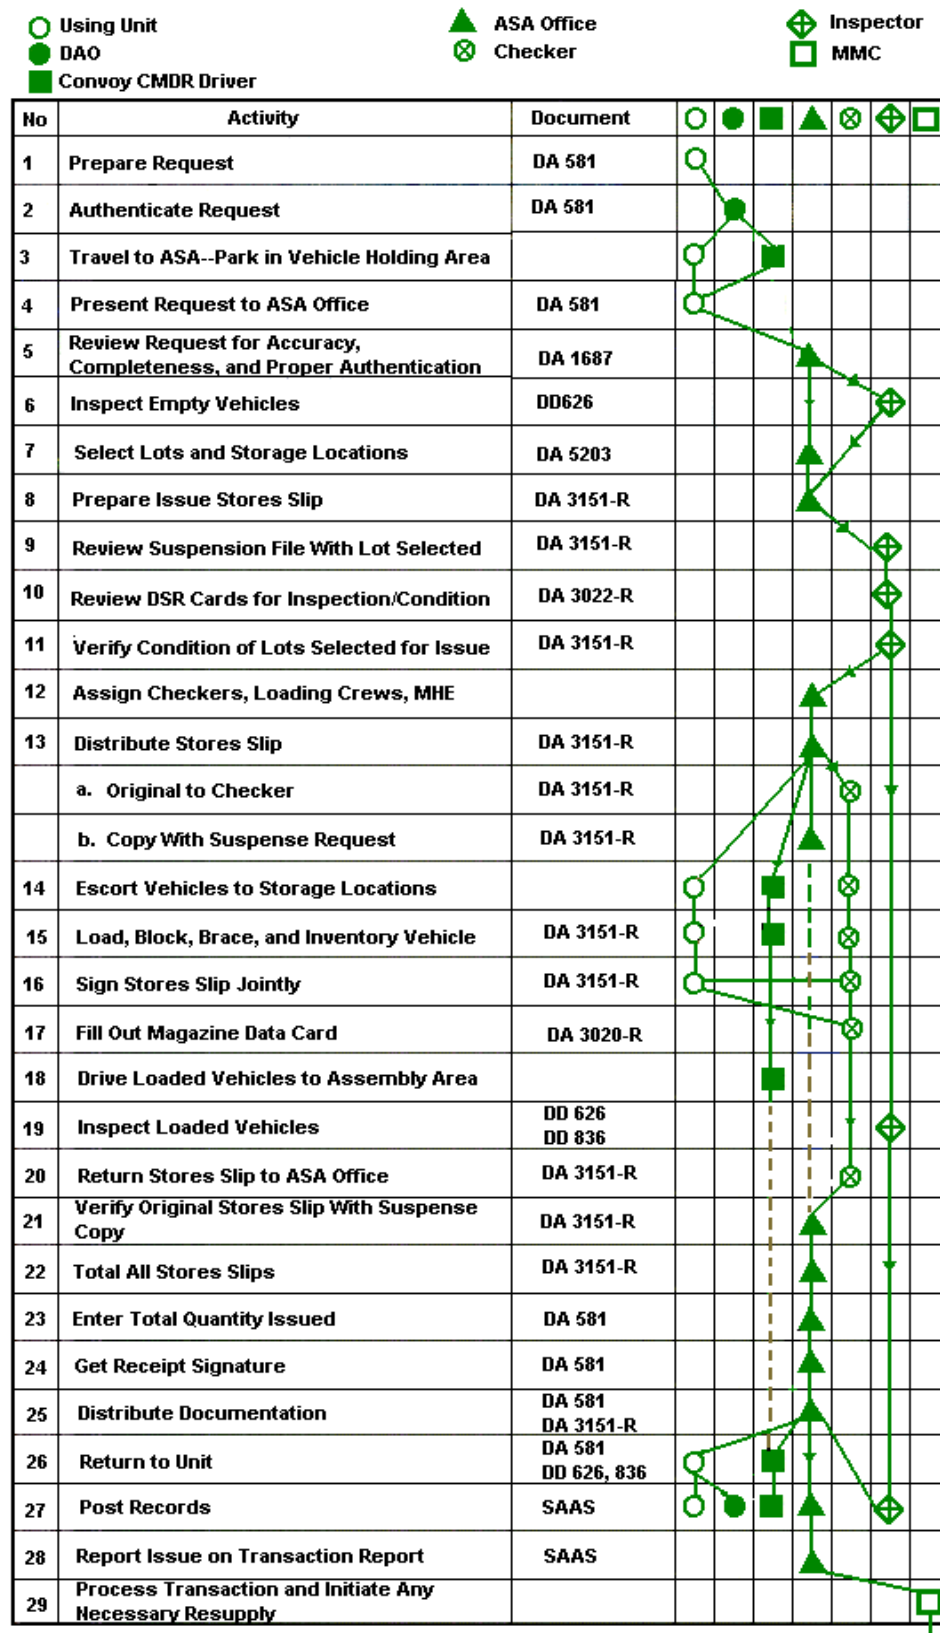 Using Unit
ASA Office
Inspector
DAO
Checker
MMC
Convoy CMDR Driver
No Activity Document
1 Prepare Request DA 581
2 Authenticate Request DA 581
3 Travel to ASA--Park in Vehicle Holding Area
4 Present Request to ASA Office DA 581
5 Review Request for Accuracy,
Completeness, and Proper Authentication DA 1687
6 Inspect Empty Vehicles DD626
7 Select Lots and Storage Locations DA 5203
8 Prepare Issue Stores Slip DA 3151-R
9 Review Suspension File With Lot Selected DA 3151-R
10 Review DSR Cards for Inspection/Condition DA 3022-R
11 Verify Condition of Lots Selected for Issue DA 3151-R
12 Assign Checkers, Loading Crews, MHE
13 Distribute Stores Slip DA 3151-R
a. Original to Checker DA 3151-R
b. Copy With Suspense Request DA 3151-R
14 Escort Vehicles to Storage Locations
15 Load, Block, Brace, and Inventory Vehicle DA 3151-R
16 Sign Stores Slip Jointly DA 3151-R
17 Fill Out Magazine Data Card DA 3020-R
18 Drive Loaded Vehicles to Assembly Area
19 Inspect Loaded Vehicles DD 626
DD 836
20 Return Stores Slip to ASA Office DA 3151-R
21 Verify Original Stores Slip With Suspense
Copy DA 3151-R
22 Total All Stores Slips DA 3151-R
23 Enter Total Quantity Issued DA 581
24 Get Receipt Signature DA 581
25 Distribute Documentation DA 581
DA 3151-R
26 Return to Unit DA 581
DD 626, 836
27 Post Records SAAS
28 Report Issue on Transaction Report SAAS
29 Process Transaction and Initiate Any
Necessary Resupply